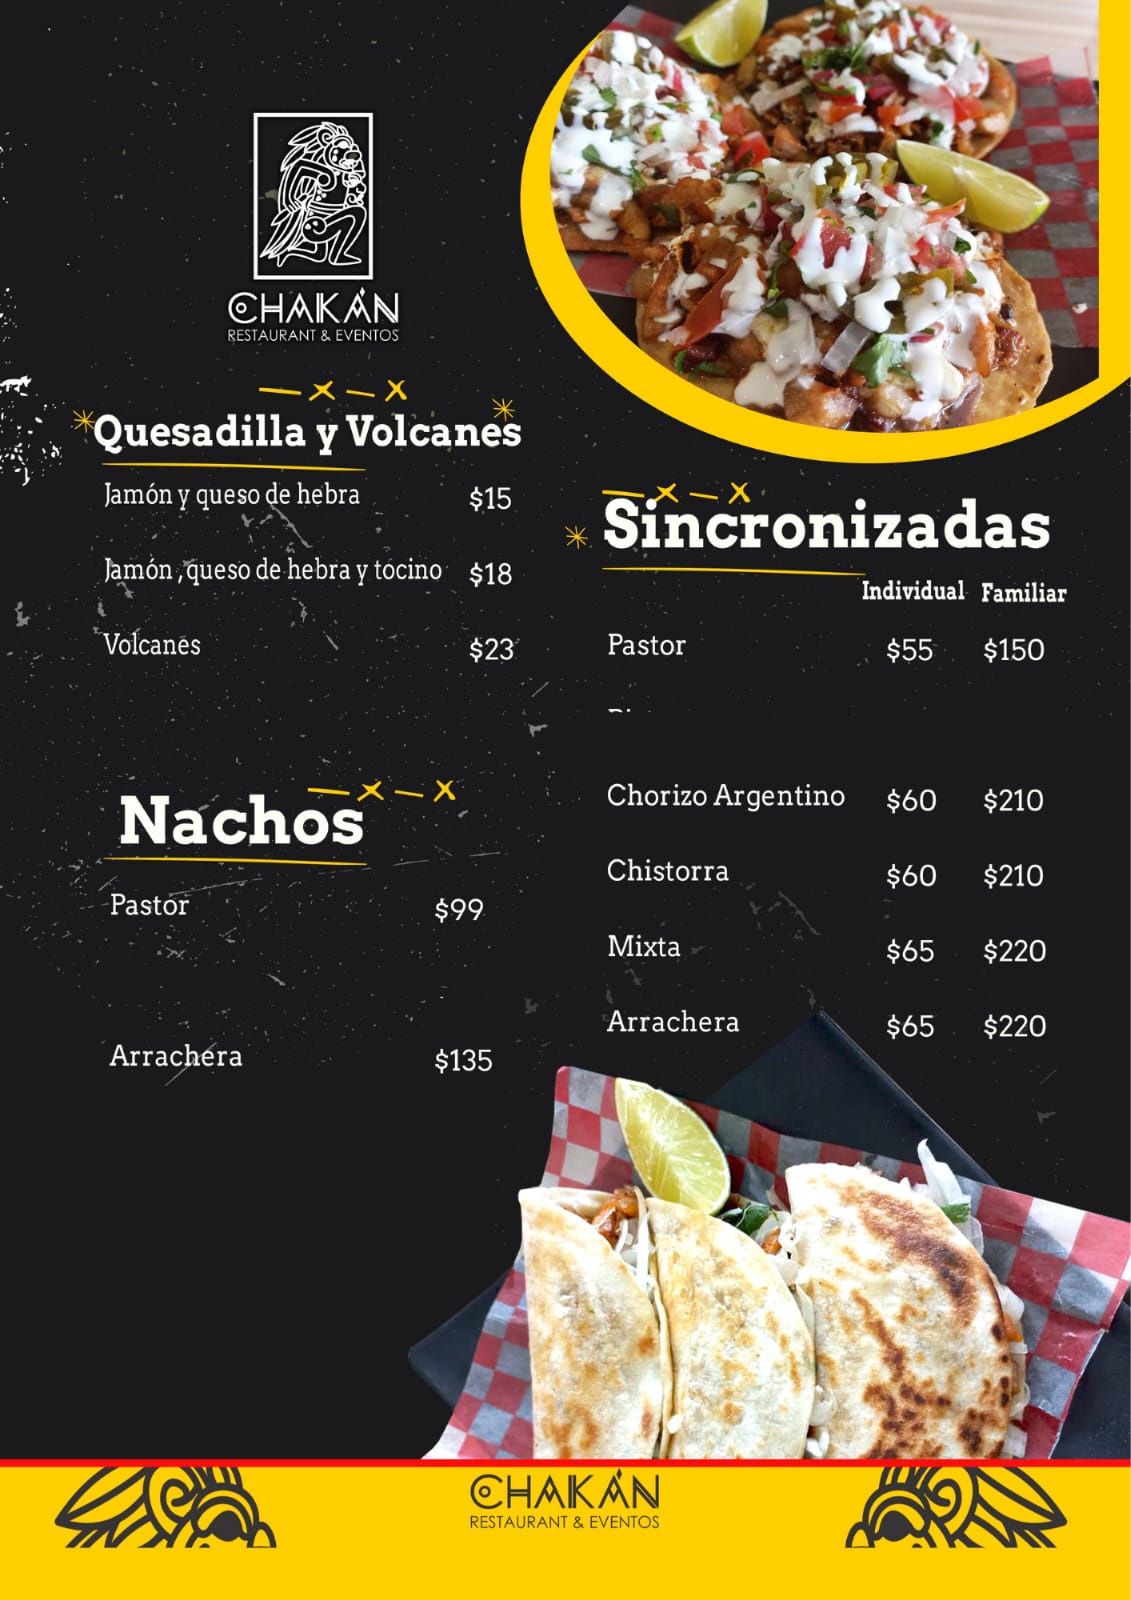 CHAKÁN
RESTAURANT & EVENTOS
Quesadilla y Volcanes
Jamón y queso de hebra $15
Jamón ,queso de hebra y tocino $18
Volcanes $23
Nachos
Pastor $99
Arrachera $135
Sincronizadas
Individual Familiar
Pastor $55 $150
Chorizo Argentino $60 $210
Chistorra $60 $210
Mixta $65 $220
Arrachera $65 $220
CHAKÁN
RESTAURANT & EVENTOS